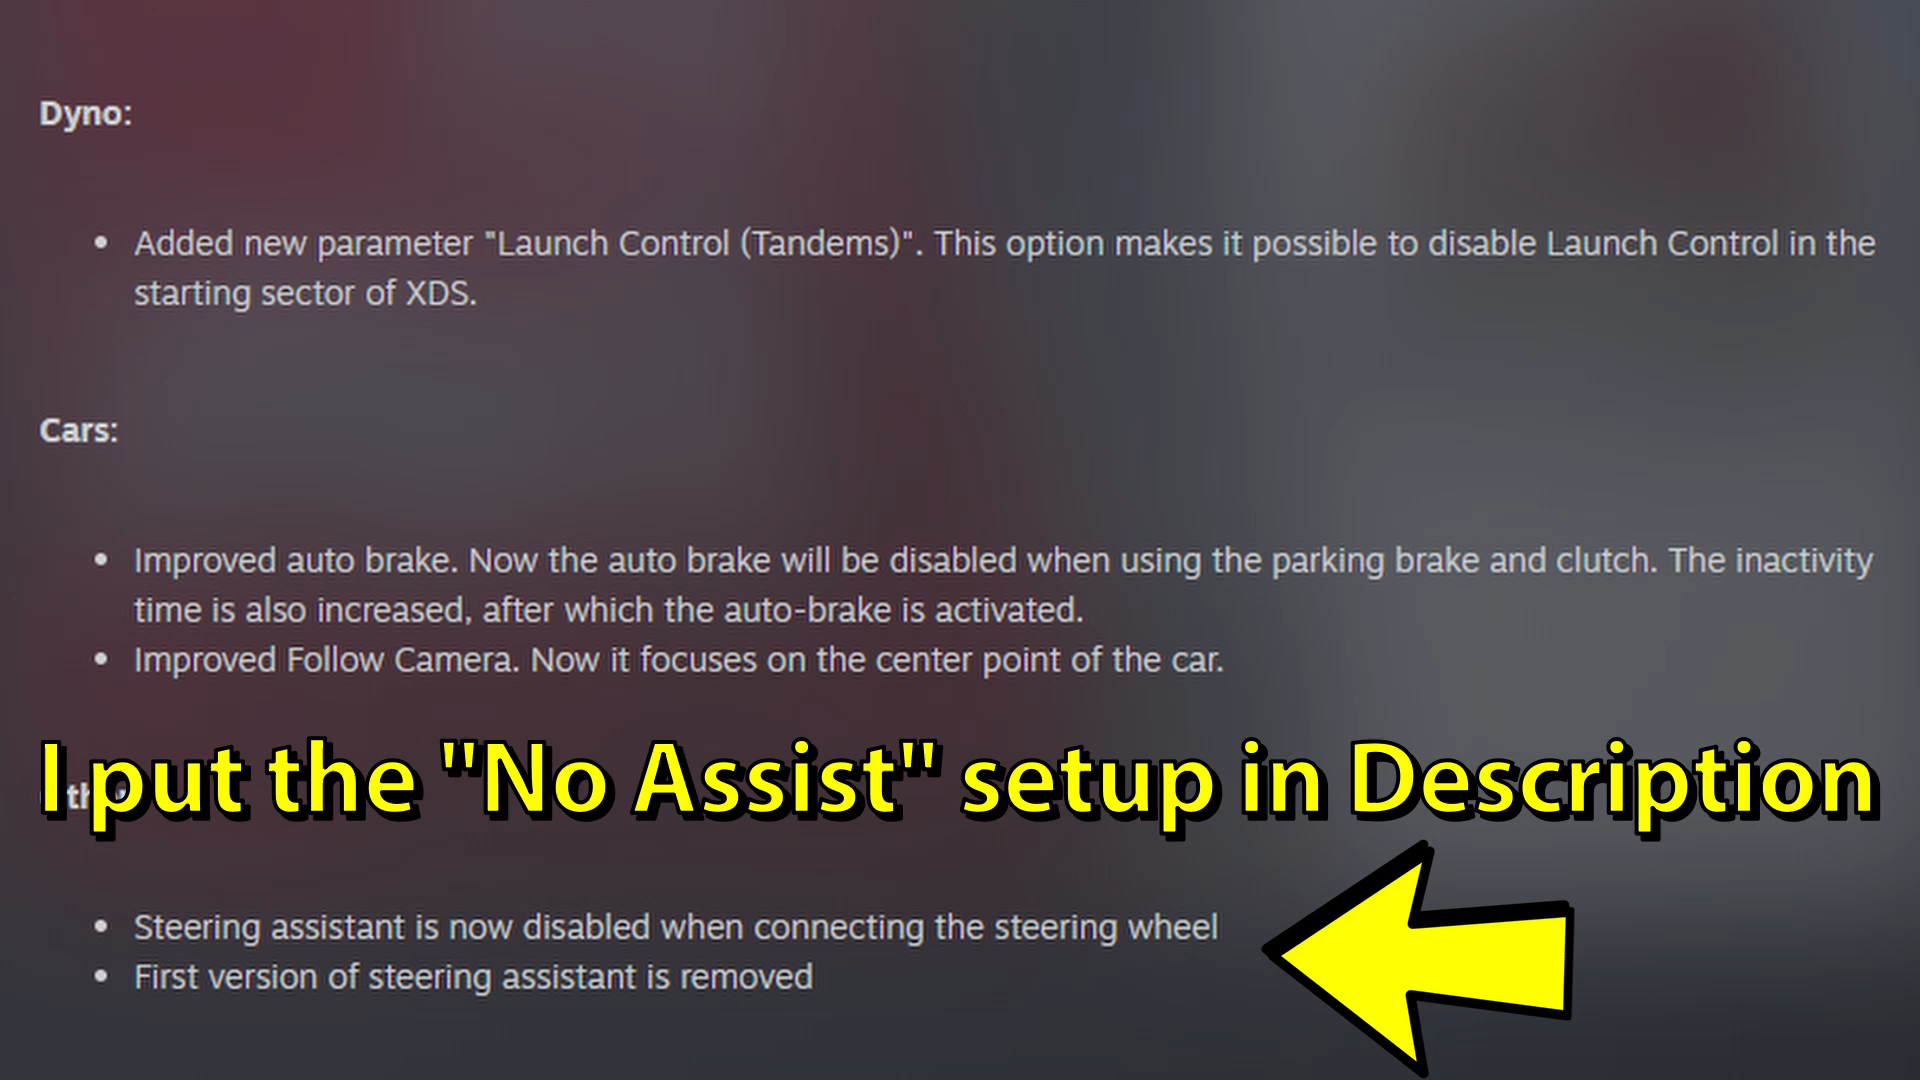 Dyno:
Added new parameter "Launch Control (Tandems)". This option makes it possible to disable Launch Control in the
starting sector of XDS.
Cars:
Improved auto brake. Now the auto brake will be disabled when using the parking brake and clutch. The inactivity
time is also increased, after which the auto-brake is activated.
Improved Follow Camera. Now it focuses on the center point of the car.
I put the "No Assist" setup in Description
Steering assistant is now disabled when connecting the steering wheel
First version of steering assistant is removed